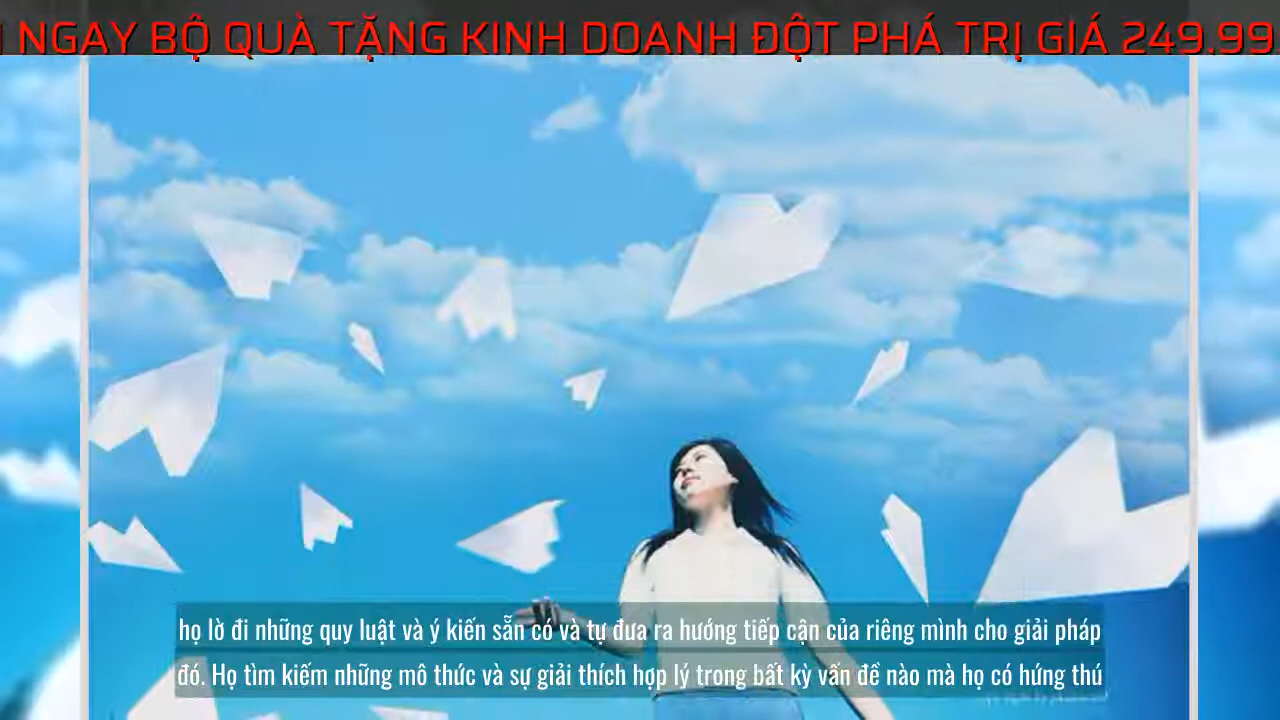 NGAY BỘ QUÀ TẶNG KINH DOANH ĐỘT PHÁ TRỊ GIÁ 249.99
họ lờ đi những quy luật và ý kiến sẵn có và tự đưa ra hướng tiếp cận của riêng mình cho giải pháp
đó. Họ tìm kiếm những mô thức và sự giải thích hợp lý trong bất kỳ vấn đề nào mà họ có hứng thú